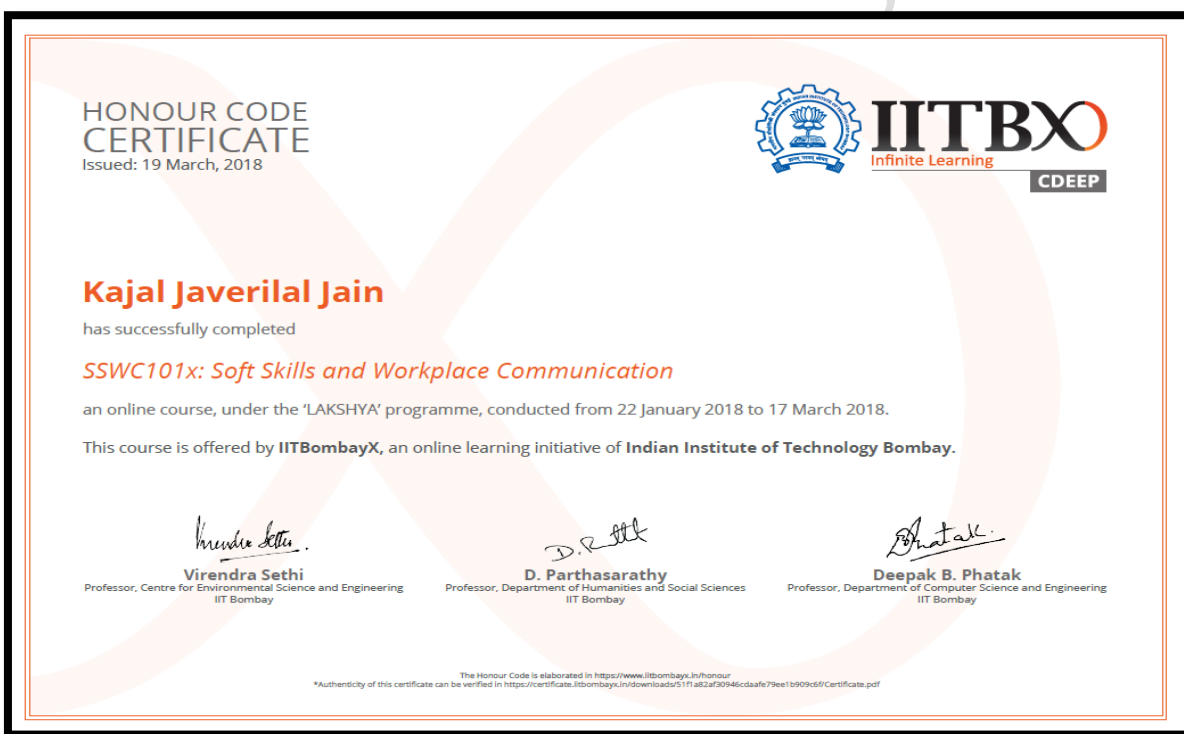 HONOUR CODE
CERTIFICATE
Issued: 19 March, 2018
IITBX
Infinite Learning
CDEEP
Kajal Javerilal Jain
has successfully completed
SSWC101x: Soft Skills and Workplace Communication
an online course, under the ‘LAKSHYA’ programme, conducted from 22 January 2018 to 17 March 2018.
This course is offered by IITBombayX, an online learning initiative of Indian Institute of Technology Bombay.
Virendra Sethi
D. Parthasarathy
Deepak B. Phatak
Professor, Centre for Environmental Science and Engineering
Professor, Department of Humanities and Social Sciences
Professor, Department of Computer Science and Engineering
IIT Bombay
IIT Bombay
IIT Bombay
The Honour Code is elaborated in https://www.iitbombayx.in/honour
*Authenticity of this certificate can be verified in https://certificate.iitbombayx.in/downloads/51f1a82af30946cdaafe79ee1b909c6f/Certificate.pdf